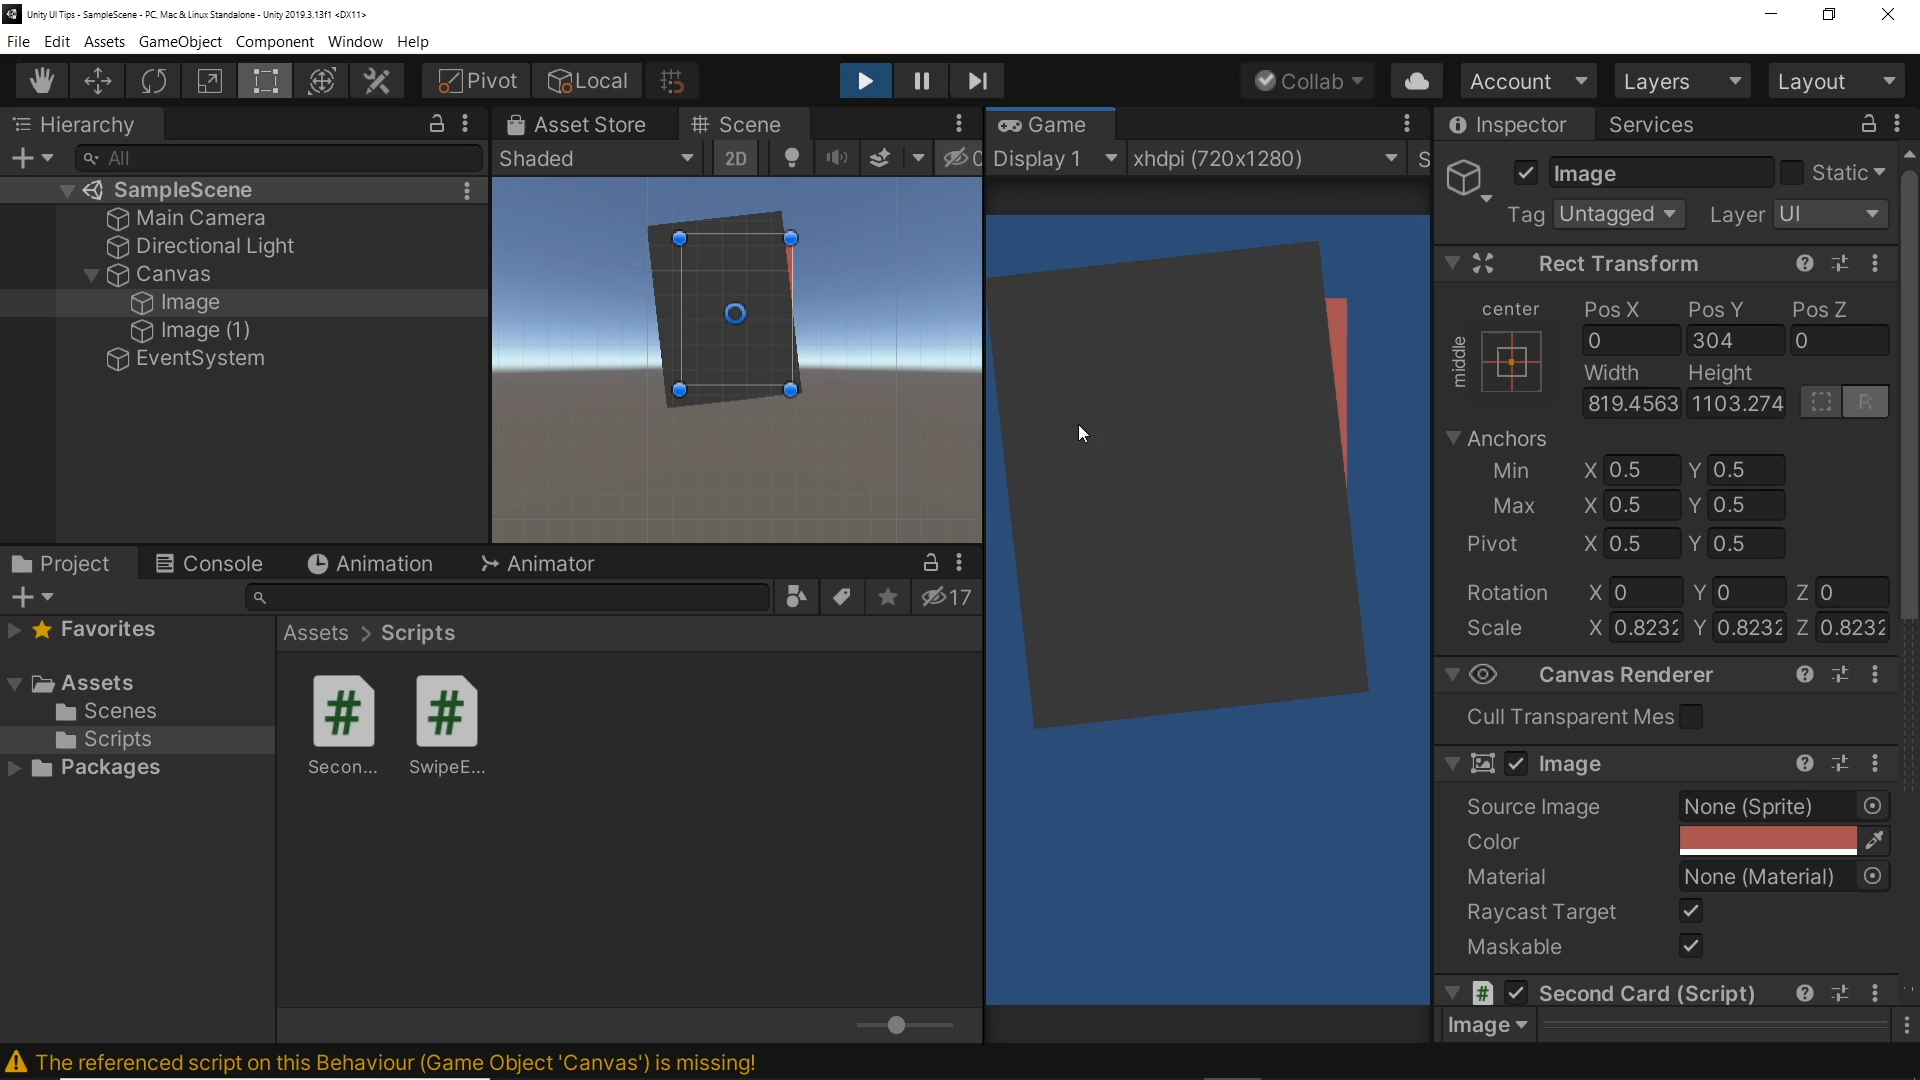 Unity UI Tips - SampleScene - PC, Mac & Linux Standalone - Unity 2019.3.13f1 <DX11>
File Edit Assets GameObject Component Window Help
Pivot Local Collab Account Layers Layout
Hierarchy
All
SampleScene
Main Camera
Directional Light
Canvas
Image
Image (1)
EventSystem
Asset Store Scene
Shaded 2D 0
Game
Display 1 xhdpi (720x1280) S
Inspector Services
Image Static
Tag Untagged Layer UI
Rect Transform
center
middle
Pos X Pos Y Pos Z
0 304 0
Width Height
819.4563 1103.274 R
Anchors
Min X 0.5 Y 0.5
Max X 0.5 Y 0.5
Pivot X 0.5 Y 0.5
Rotation X 0 Y 0 Z 0
Scale X 0.8232 Y 0.8232 Z 0.8232
Canvas Renderer
Cull Transparent Mes
Image
Source Image None (Sprite)
Color
Material None (Material)
Raycast Target
Maskable
# Second Card (Script)
Image
Project Console Animation Animator
17
Favorites
Assets
Scenes
Scripts
Packages
Assets > Scripts
# #
Secon... SwipeE...
The referenced script on this Behaviour (Game Object 'Canvas') is missing!